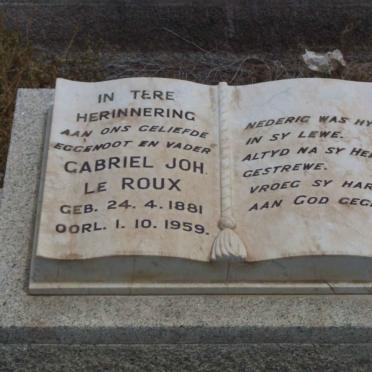 IN TERE
HERINNERING
AAN ONS GELIEFDE
EGGENOOT EN VADER
GABRIEL JOH.
LE ROUX
GEB. 24. 4. 1881
OORL. 1. 10. 1959.
NEDERIG WAS HY
IN SY LEWE.
ALTYD NA SY
GESTREWE.
VROEG SY
AAN GOD